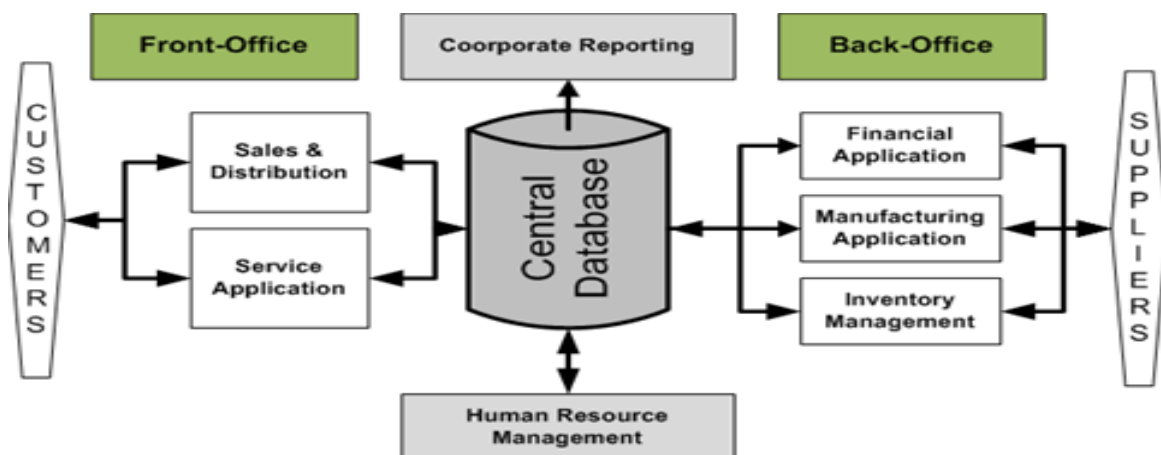 Front-Office
Coorporate Reporting
Back-Office
CUSTOMERS
Sales &
Distribution
Service
Application
Central
Database
Financial
Application
Manufacturing
Application
Inventory
Management
SUPPLIERS
Human Resource
Management